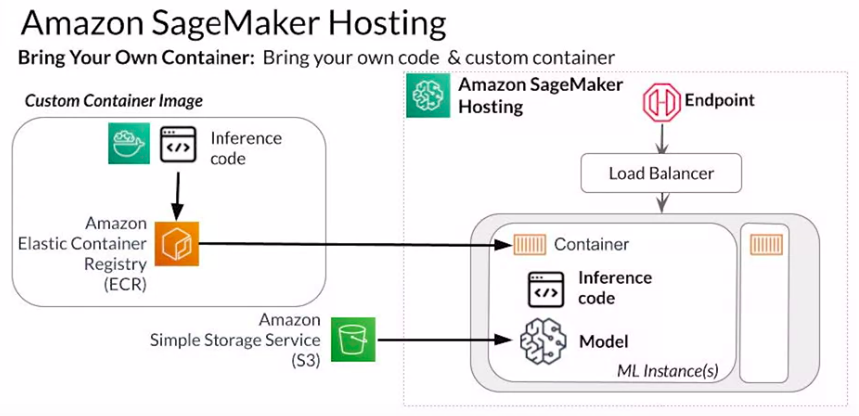 Amazon SageMaker Hosting
Bring Your Own Container: Bring your own code & custom container
Custom Container Image
Inference
code
Amazon
Elastic Container
Registry
(ECR)
Amazon
Simple Storage Service
(S3)
Amazon SageMaker
Hosting
Endpoint
Load Balancer
Container
Inference
code
Model
ML Instance(s)